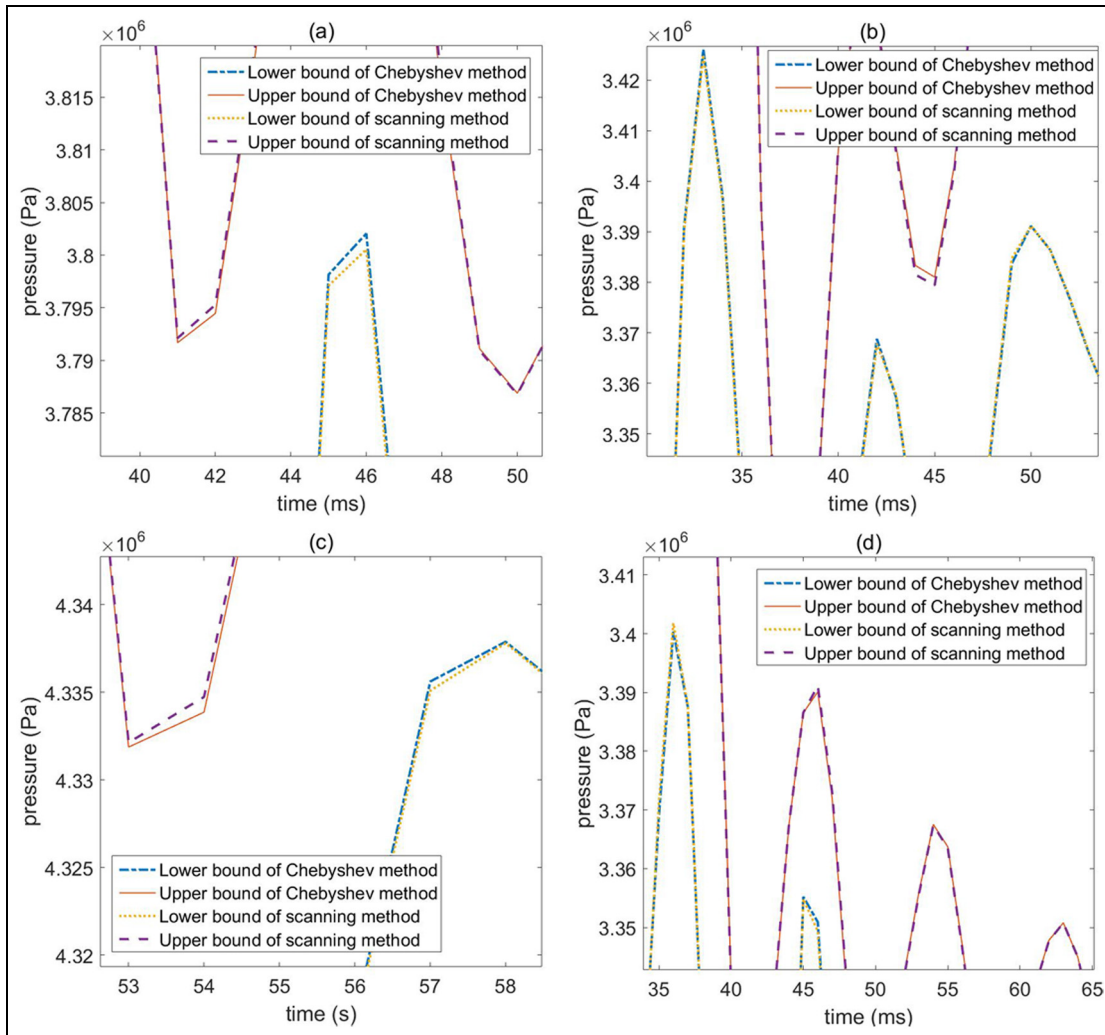 (a)
×10⁶
Lower bound of Chebyshev method
Upper bound of Chebyshev method
Lower bound of scanning method
Upper bound of scanning method
3.815
3.81
3.805
3.8
3.795
3.79
3.785
pressure (Pa)
40 42 44 46 48 50
time (ms)
(b)
×10⁶
Lower bound of Chebyshev method
Upper bound of Chebyshev method
Lower bound of scanning method
Upper bound of scanning method
3.42
3.41
3.4
3.39
3.38
3.37
3.36
3.35
pressure (Pa)
35 40 45 50
time (ms)
(c)
×10⁶
4.34
4.335
4.33
4.325
4.32
pressure (Pa)
Lower bound of Chebyshev method
Upper bound of Chebyshev method
Lower bound of scanning method
Upper bound of scanning method
53 54 55 56 57 58
time (s)
(d)
×10⁶
Lower bound of Chebyshev method
Upper bound of Chebyshev method
Lower bound of scanning method
Upper bound of scanning method
3.41
3.4
3.39
3.38
3.37
3.36
3.35
pressure (Pa)
35 40 45 50 55 60 65
time (ms)